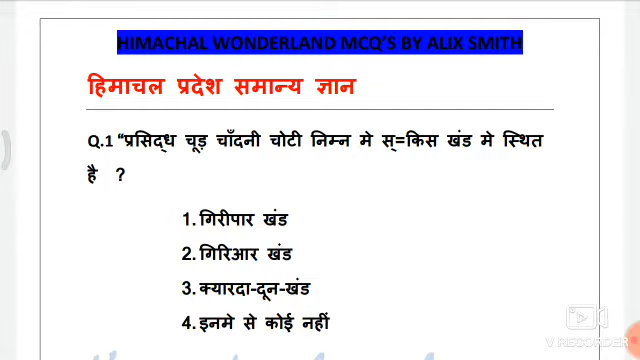 HIMACHAL WONDERLAND MCQ'S BY ALIX SMITH
हिमाचल प्रदेश समान्य ज्ञान
Q.1 “प्रसिद्ध चूड़ चाँदनी चोटी निम्न मे स्=किस खंड मे स्थित
है ?
1. गिरीपार खंड
2. गिरिआर खंड
3. क्यारदा-दून-खंड
4. इनमे से कोई नहीं
V RECORDER